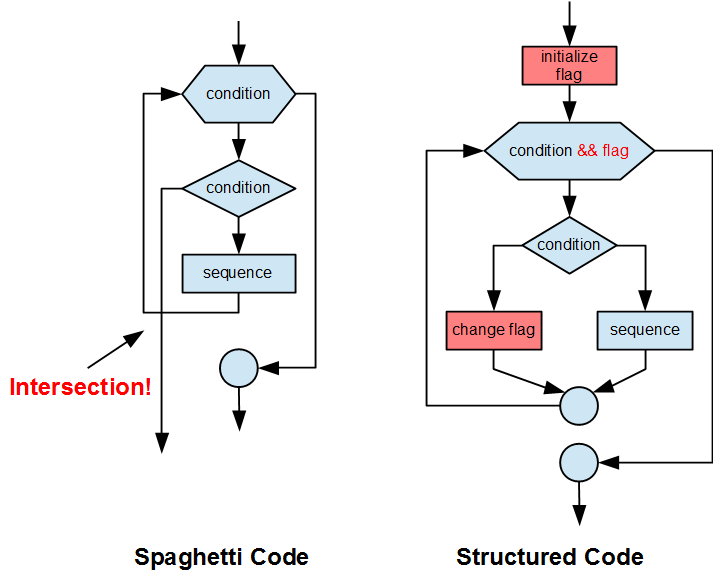 condition
condition
sequence
Intersection!
Spaghetti Code
initialize
flag
condition && flag
condition
change flag
sequence
Structured Code